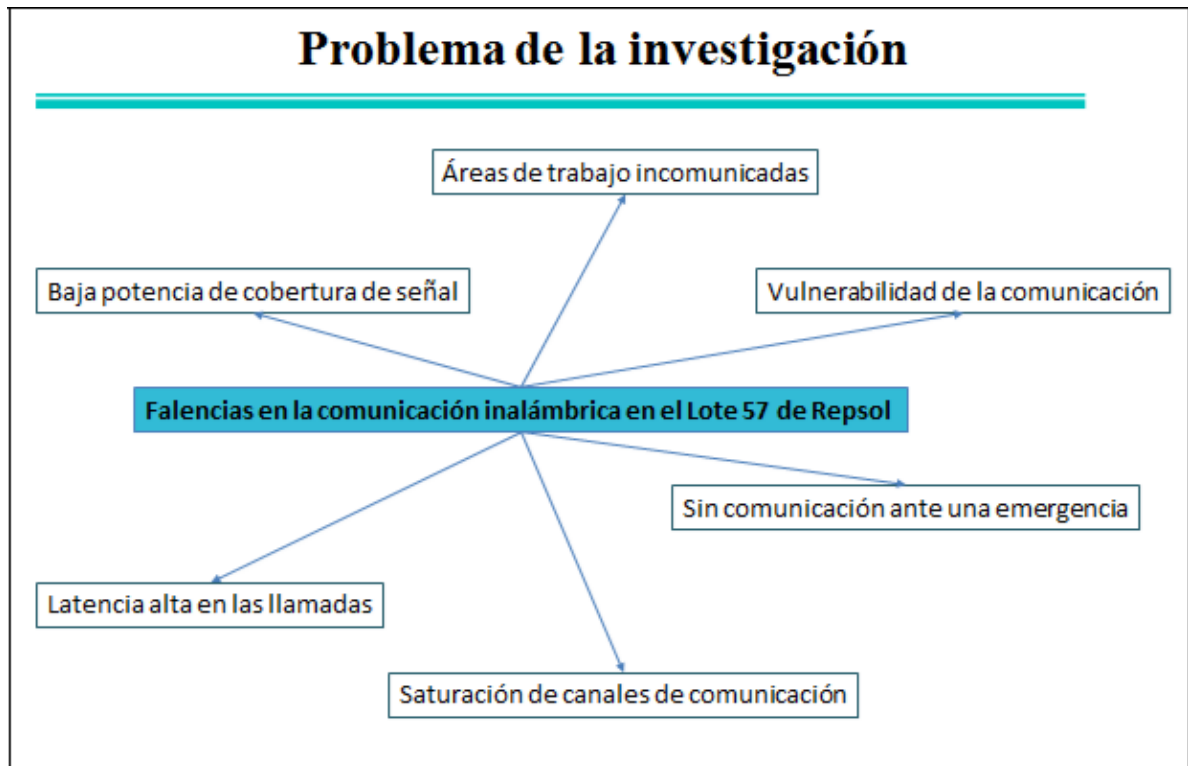 Problema de la investigación
Áreas de trabajo incomunicadas
Baja potencia de cobertura de señal
Vulnerabilidad de la comunicación
Falencias en la comunicación inalámbrica en el Lote 57 de Repsol
Sin comunicación ante una emergencia
Latencia alta en las llamadas
Saturación de canales de comunicación